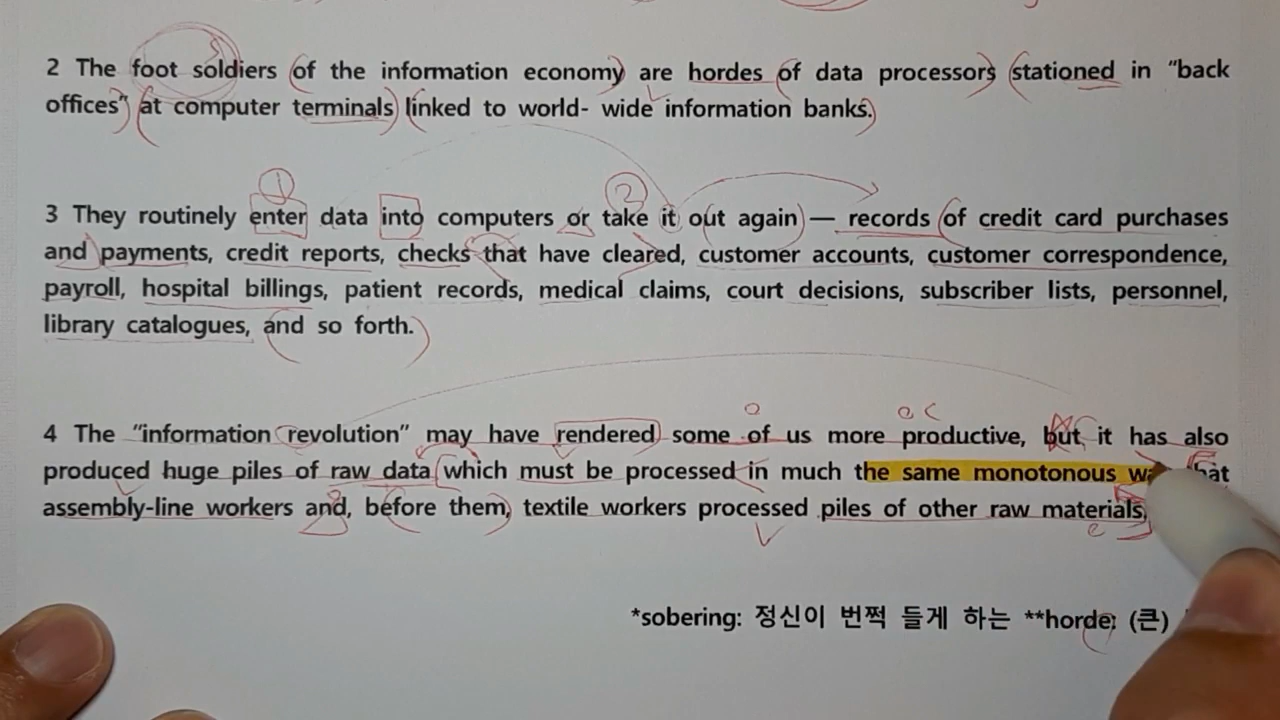 2 The foot soldiers of the information economy are hordes of data processors stationed in “back
offices” at computer terminals linked to world- wide information banks.
3 They routinely enter data into computers or take it out again — records of credit card purchases
and payments, credit reports, checks that have cleared, customer accounts, customer correspondence,
payroll, hospital billings, patient records, medical claims, court decisions, subscriber lists, personnel,
library catalogues, and so forth.
4 The “information revolution” may have rendered some of us more productive, but it has also
produced huge piles of raw data which must be processed in much the same monotonous
assembly-line workers and, before them, textile workers processed piles of other raw materials,
*sobering: 정신이 번쩍 들게 하는 **horde: (큰)